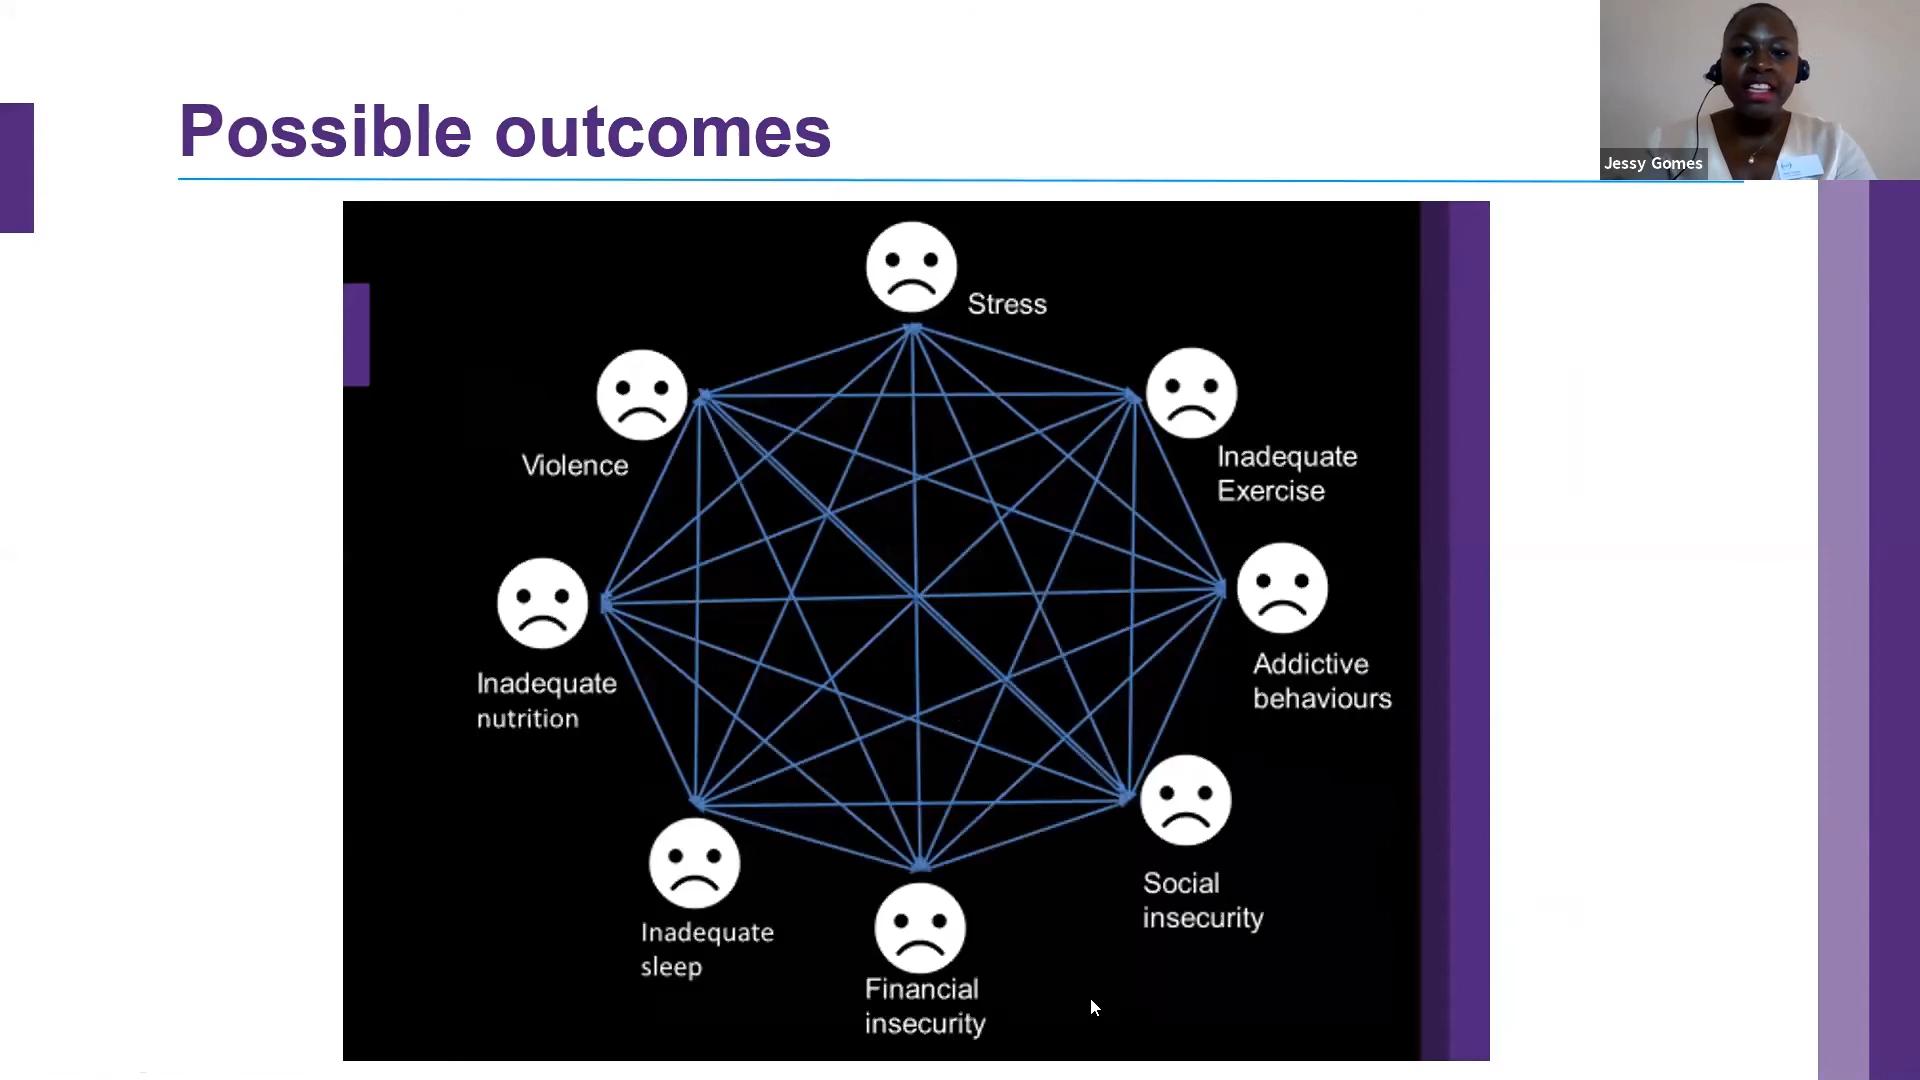 Possible outcomes
Jessy Gomes
Stress
Violence
Inadequate
Exercise
Addictive
behaviours
Inadequate
nutrition
Social
insecurity
Inadequate
sleep
Financial
insecurity